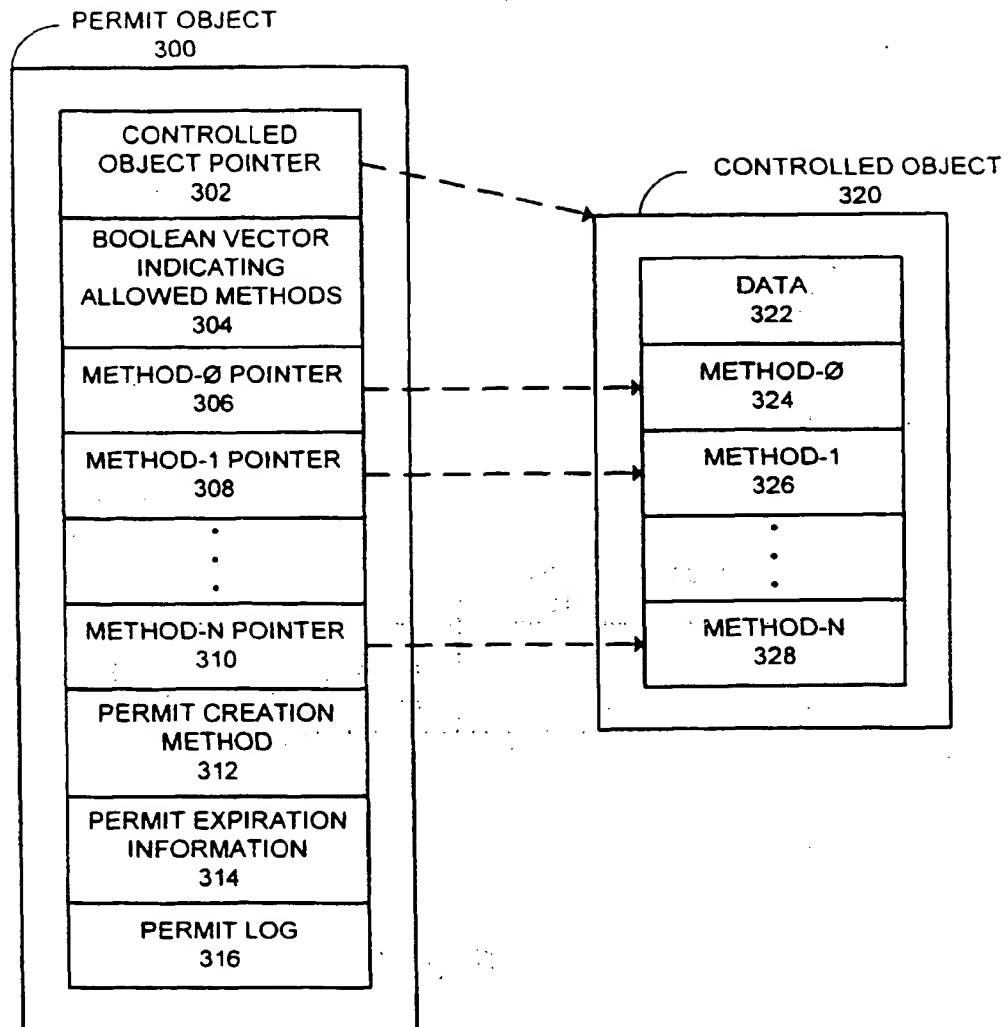 PERMIT OBJECT
300
CONTROLLED
OBJECT POINTER
302
BOOLEAN VECTOR
INDICATING
ALLOWED METHODS
304
METHOD-Ø POINTER
306
METHOD-1 POINTER
308
METHOD-N POINTER
310
PERMIT CREATION
METHOD
312
PERMIT EXPIRATION
INFORMATION
314
PERMIT LOG
316
CONTROLLED OBJECT
320
DATA
322
METHOD-Ø
324
METHOD-1
326
METHOD-N
328